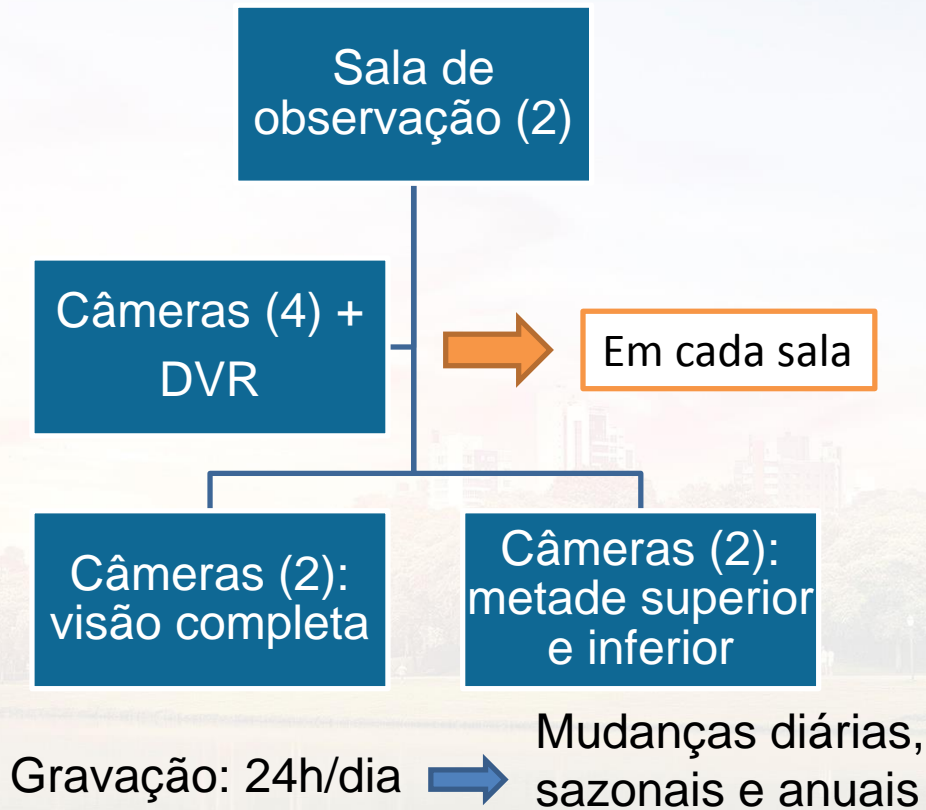 Sala de
observação (2)
Câmeras (4) +
DVR
Em cada sala
Câmeras (2):
visão completa
Câmeras (2):
metade superior
e inferior
Gravação: 24h/dia
Mudanças diárias,
sazonais e anuais